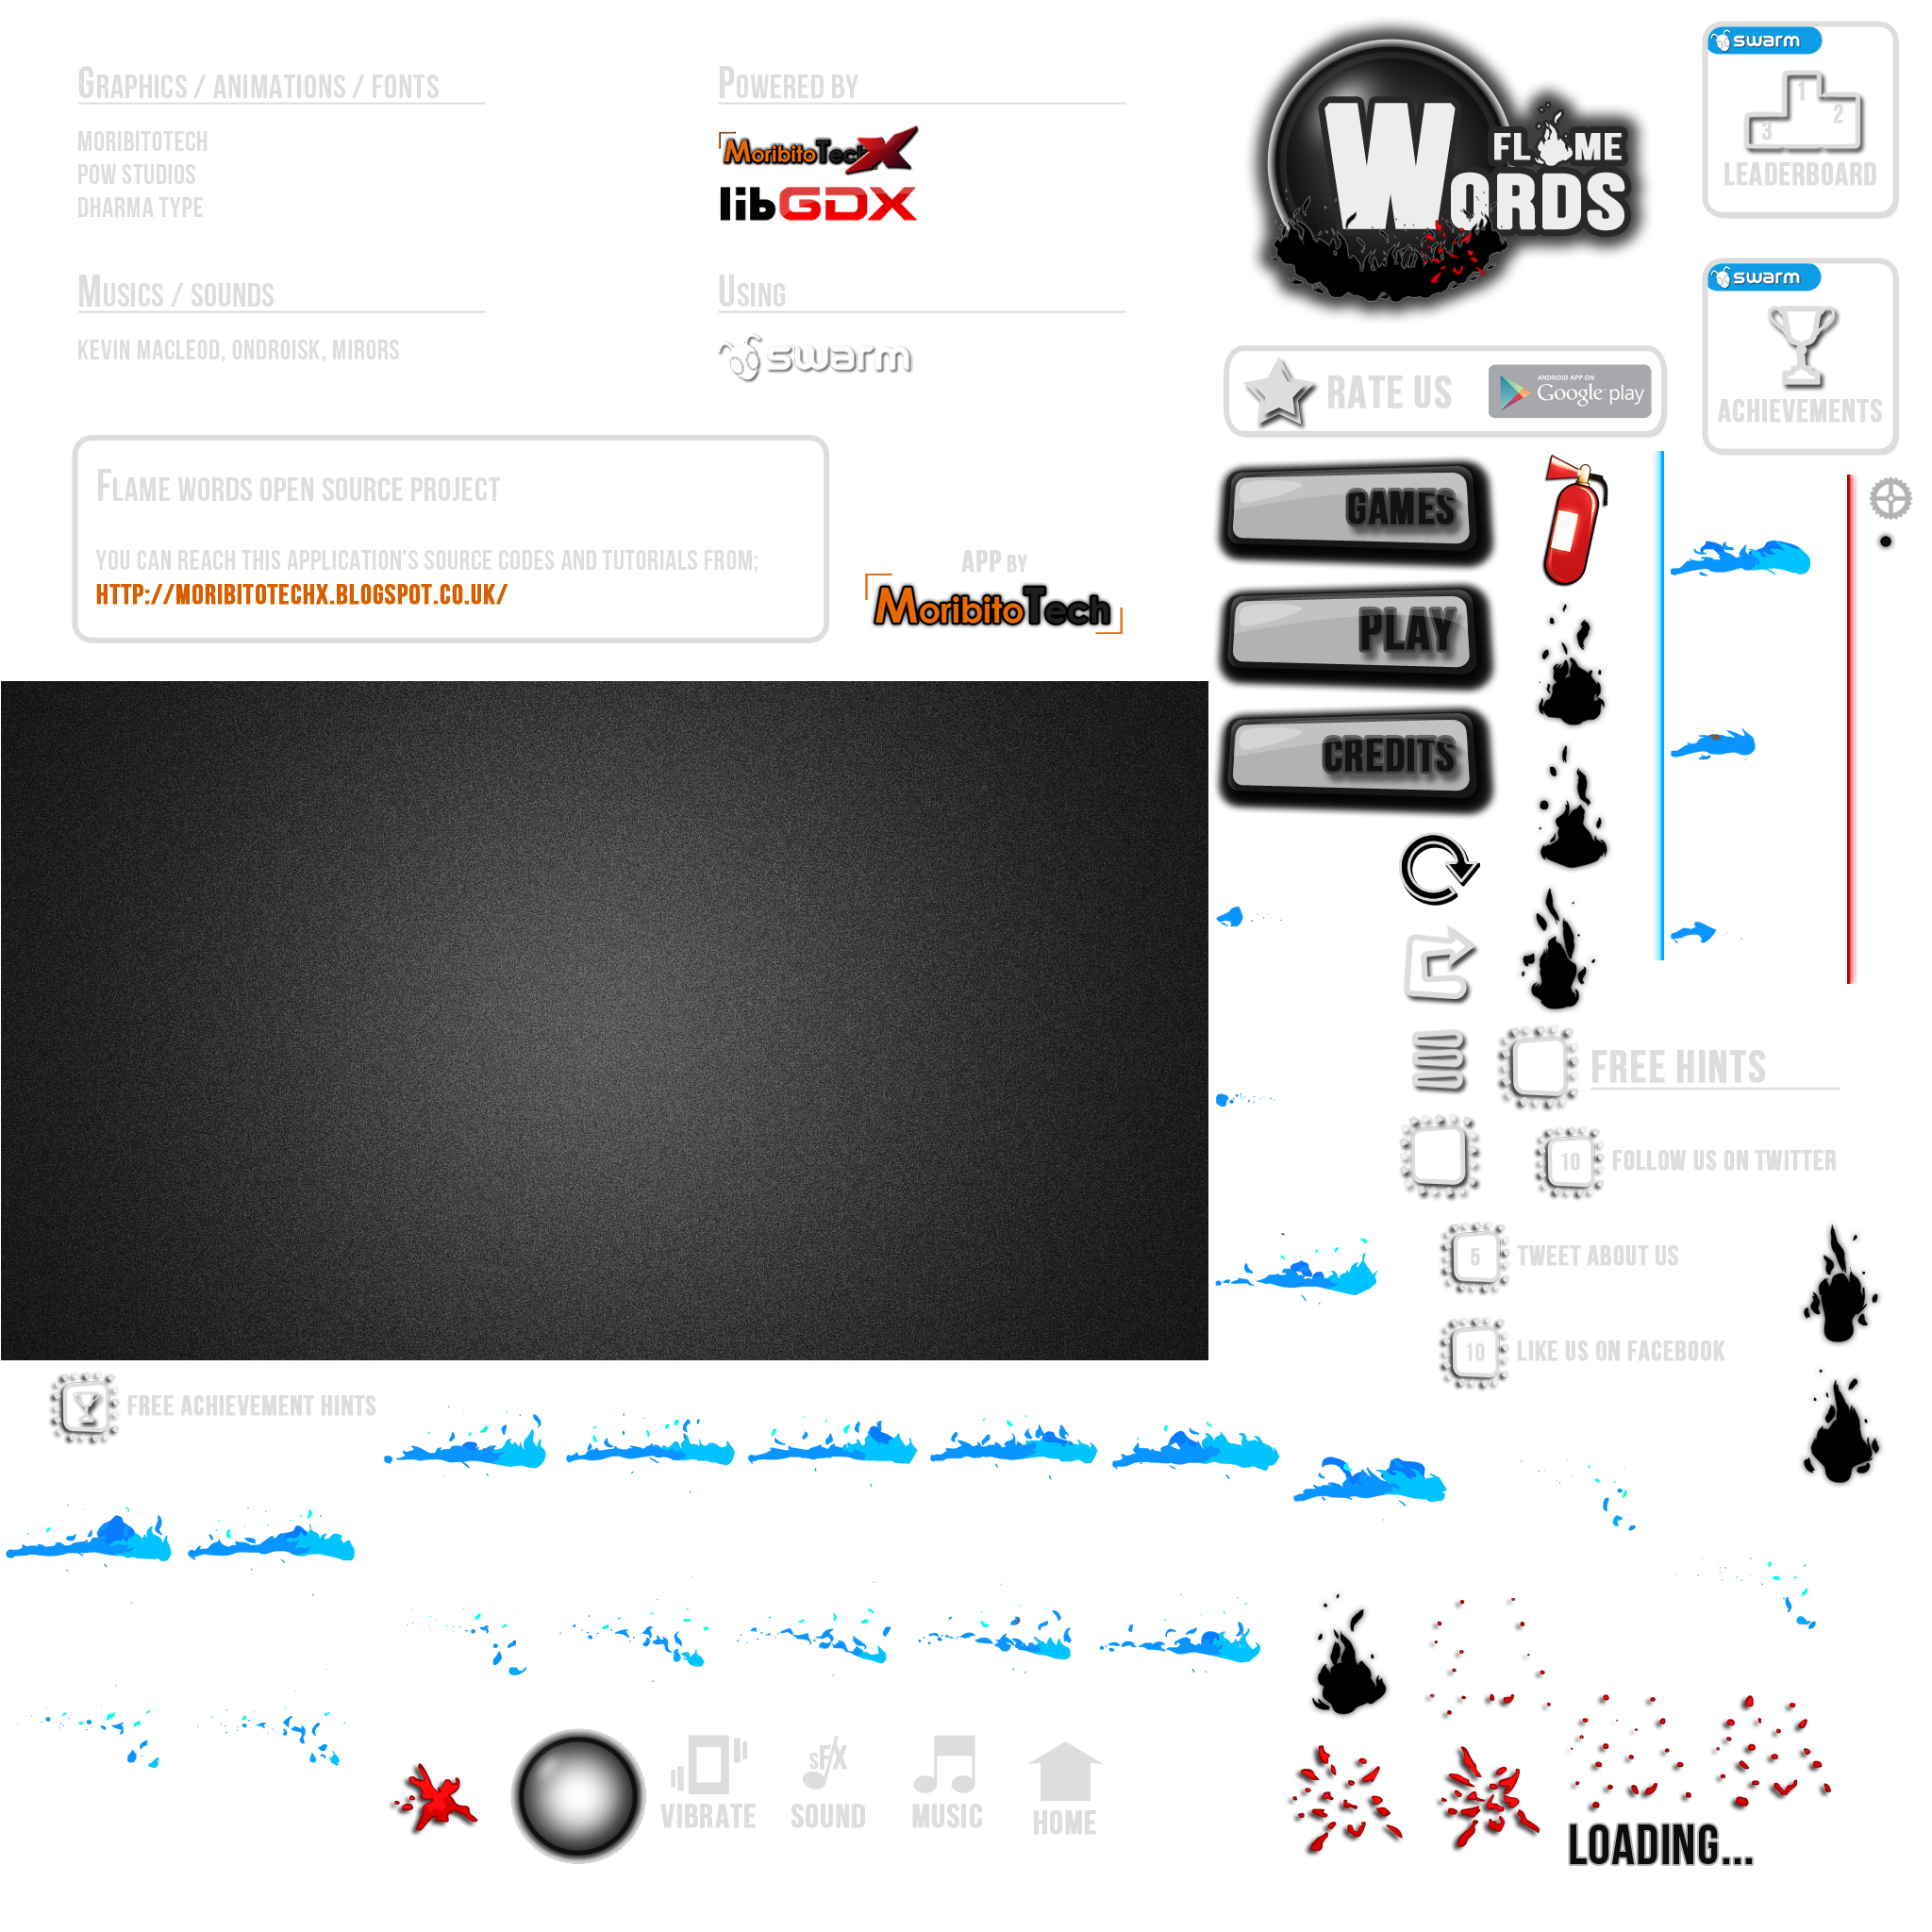 GRAPHICS / ANIMATIONS / FONTS
MORIBITOTECH
POW STUDIOS
DHARMA TYPE
MUSICS / SOUNDS
KEVIN MACLEOD, ONDROISK, MIRORS
POWERED BY
MoribitoTechX
libGDX
USING
swarm
FLAME WORDS OPEN SOURCE PROJECT
YOU CAN REACH THIS APPLICATION'S SOURCE CODES AND TUTORIALS FROM;
HTTP://MORIBITOTECHX.BLOGSPOT.CO.UK/
APP BY
MoribitoTech
FLAME
WORDS
swarm
1
2
3
LEADERBOARD
swarm
ACHIEVEMENTS
RATE US
ANDROID APP ON
Google play
GAMES
PLAY
CREDITS
FREE HINTS
10 FOLLOW US ON TWITTER
5 TWEET ABOUT US
10 LIKE US ON FACEBOOK
FREE ACHIEVEMENT HINTS
VIBRATE
SFX
SOUND
MUSIC
HOME
LOADING...